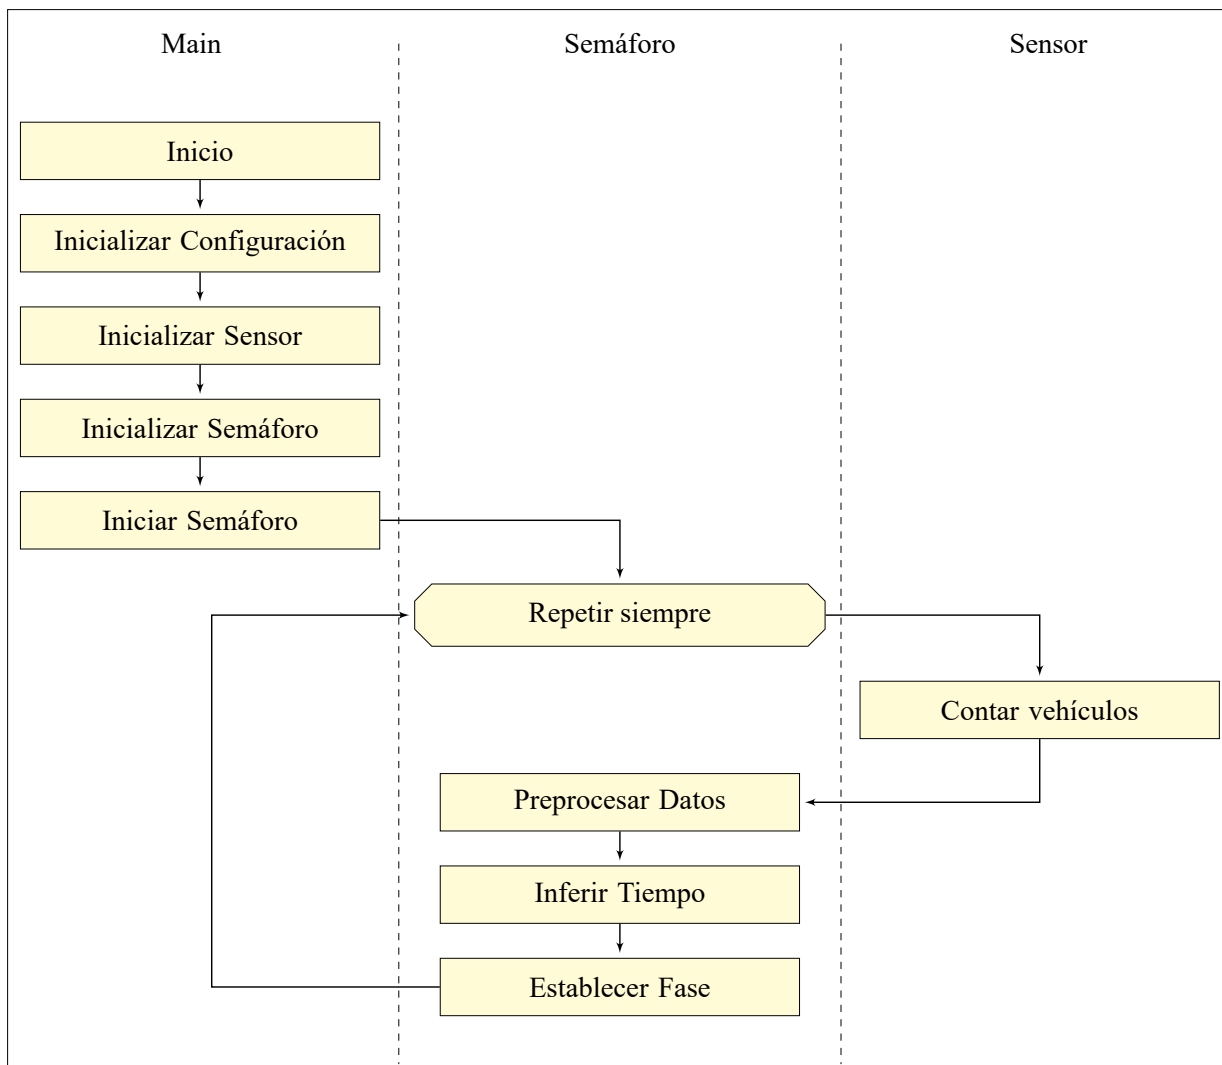 Main
Semáforo
Sensor
Inicio
Inicializar Configuración
Inicializar Sensor
Inicializar Semáforo
Iniciar Semáforo
Repetir siempre
Contar vehículos
Preprocesar Datos
Inferir Tiempo
Establecer Fase